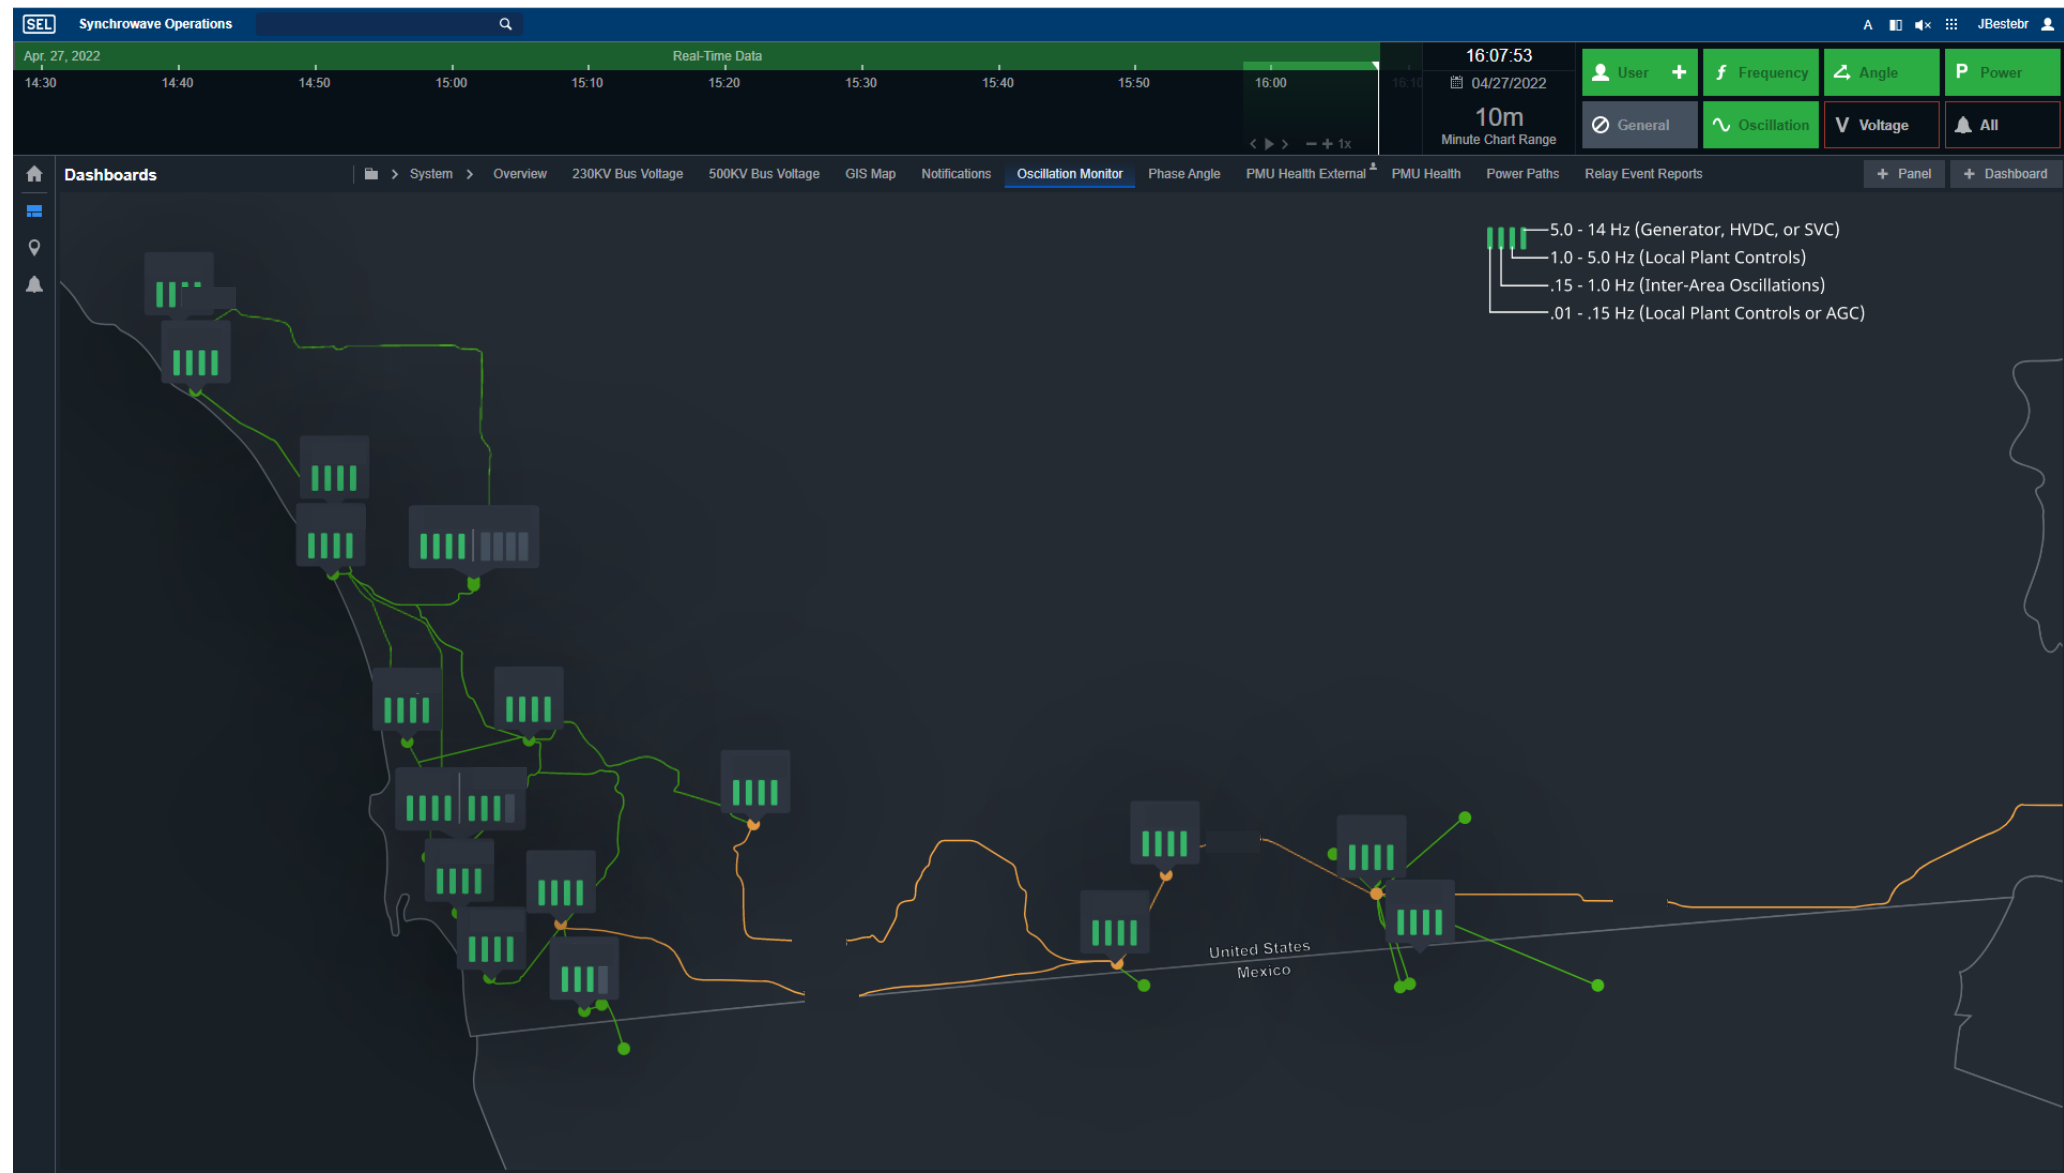 SEL Synchrowave Operations A JBestebr
Apr. 27, 2022 Real-Time Data
14:30 14:40 14:50 15:00 15:10 15:20 15:30 15:40 15:50 16:00 16:10
1x
16:07:53
04/27/2022
10m
Minute Chart Range
User + f Frequency Angle P Power
General Oscillation V Voltage All
Dashboards > System > Overview 230KV Bus Voltage 500KV Bus Voltage GIS Map Notifications Oscillation Monitor Phase Angle PMU Health External PMU Health Power Paths Relay Event Reports + Panel + Dashboard
5.0 - 14 Hz (Generator, HVDC, or SVC)
1.0 - 5.0 Hz (Local Plant Controls)
.15 - 1.0 Hz (Inter-Area Oscillations)
.01 - .15 Hz (Local Plant Controls or AGC)
United States
Mexico